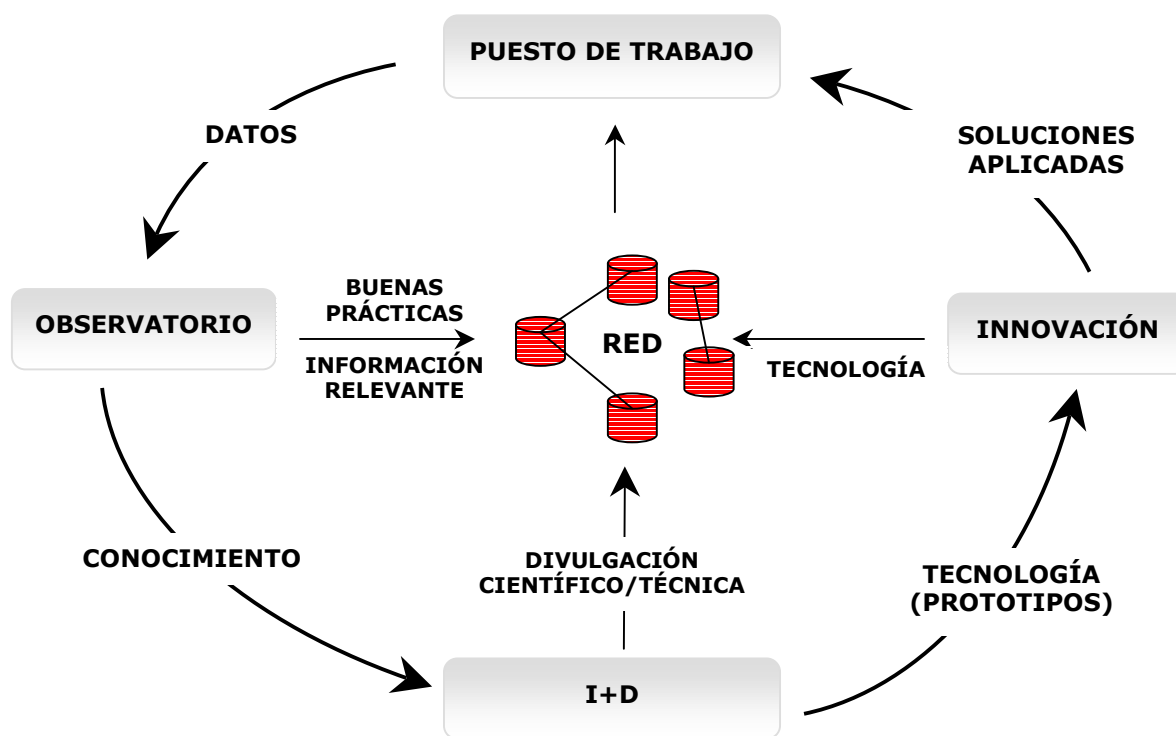 PUESTO DE TRABAJO
DATOS
SOLUCIONES
APLICADAS
BUENAS
PRÁCTICAS
OBSERVATORIO
RED
INNOVACIÓN
INFORMACIÓN
RELEVANTE
TECNOLOGÍA
CONOCIMIENTO
DIVULGACIÓN
CIENTÍFICO/TÉCNICA
TECNOLOGÍA
(PROTOTIPOS)
I+D